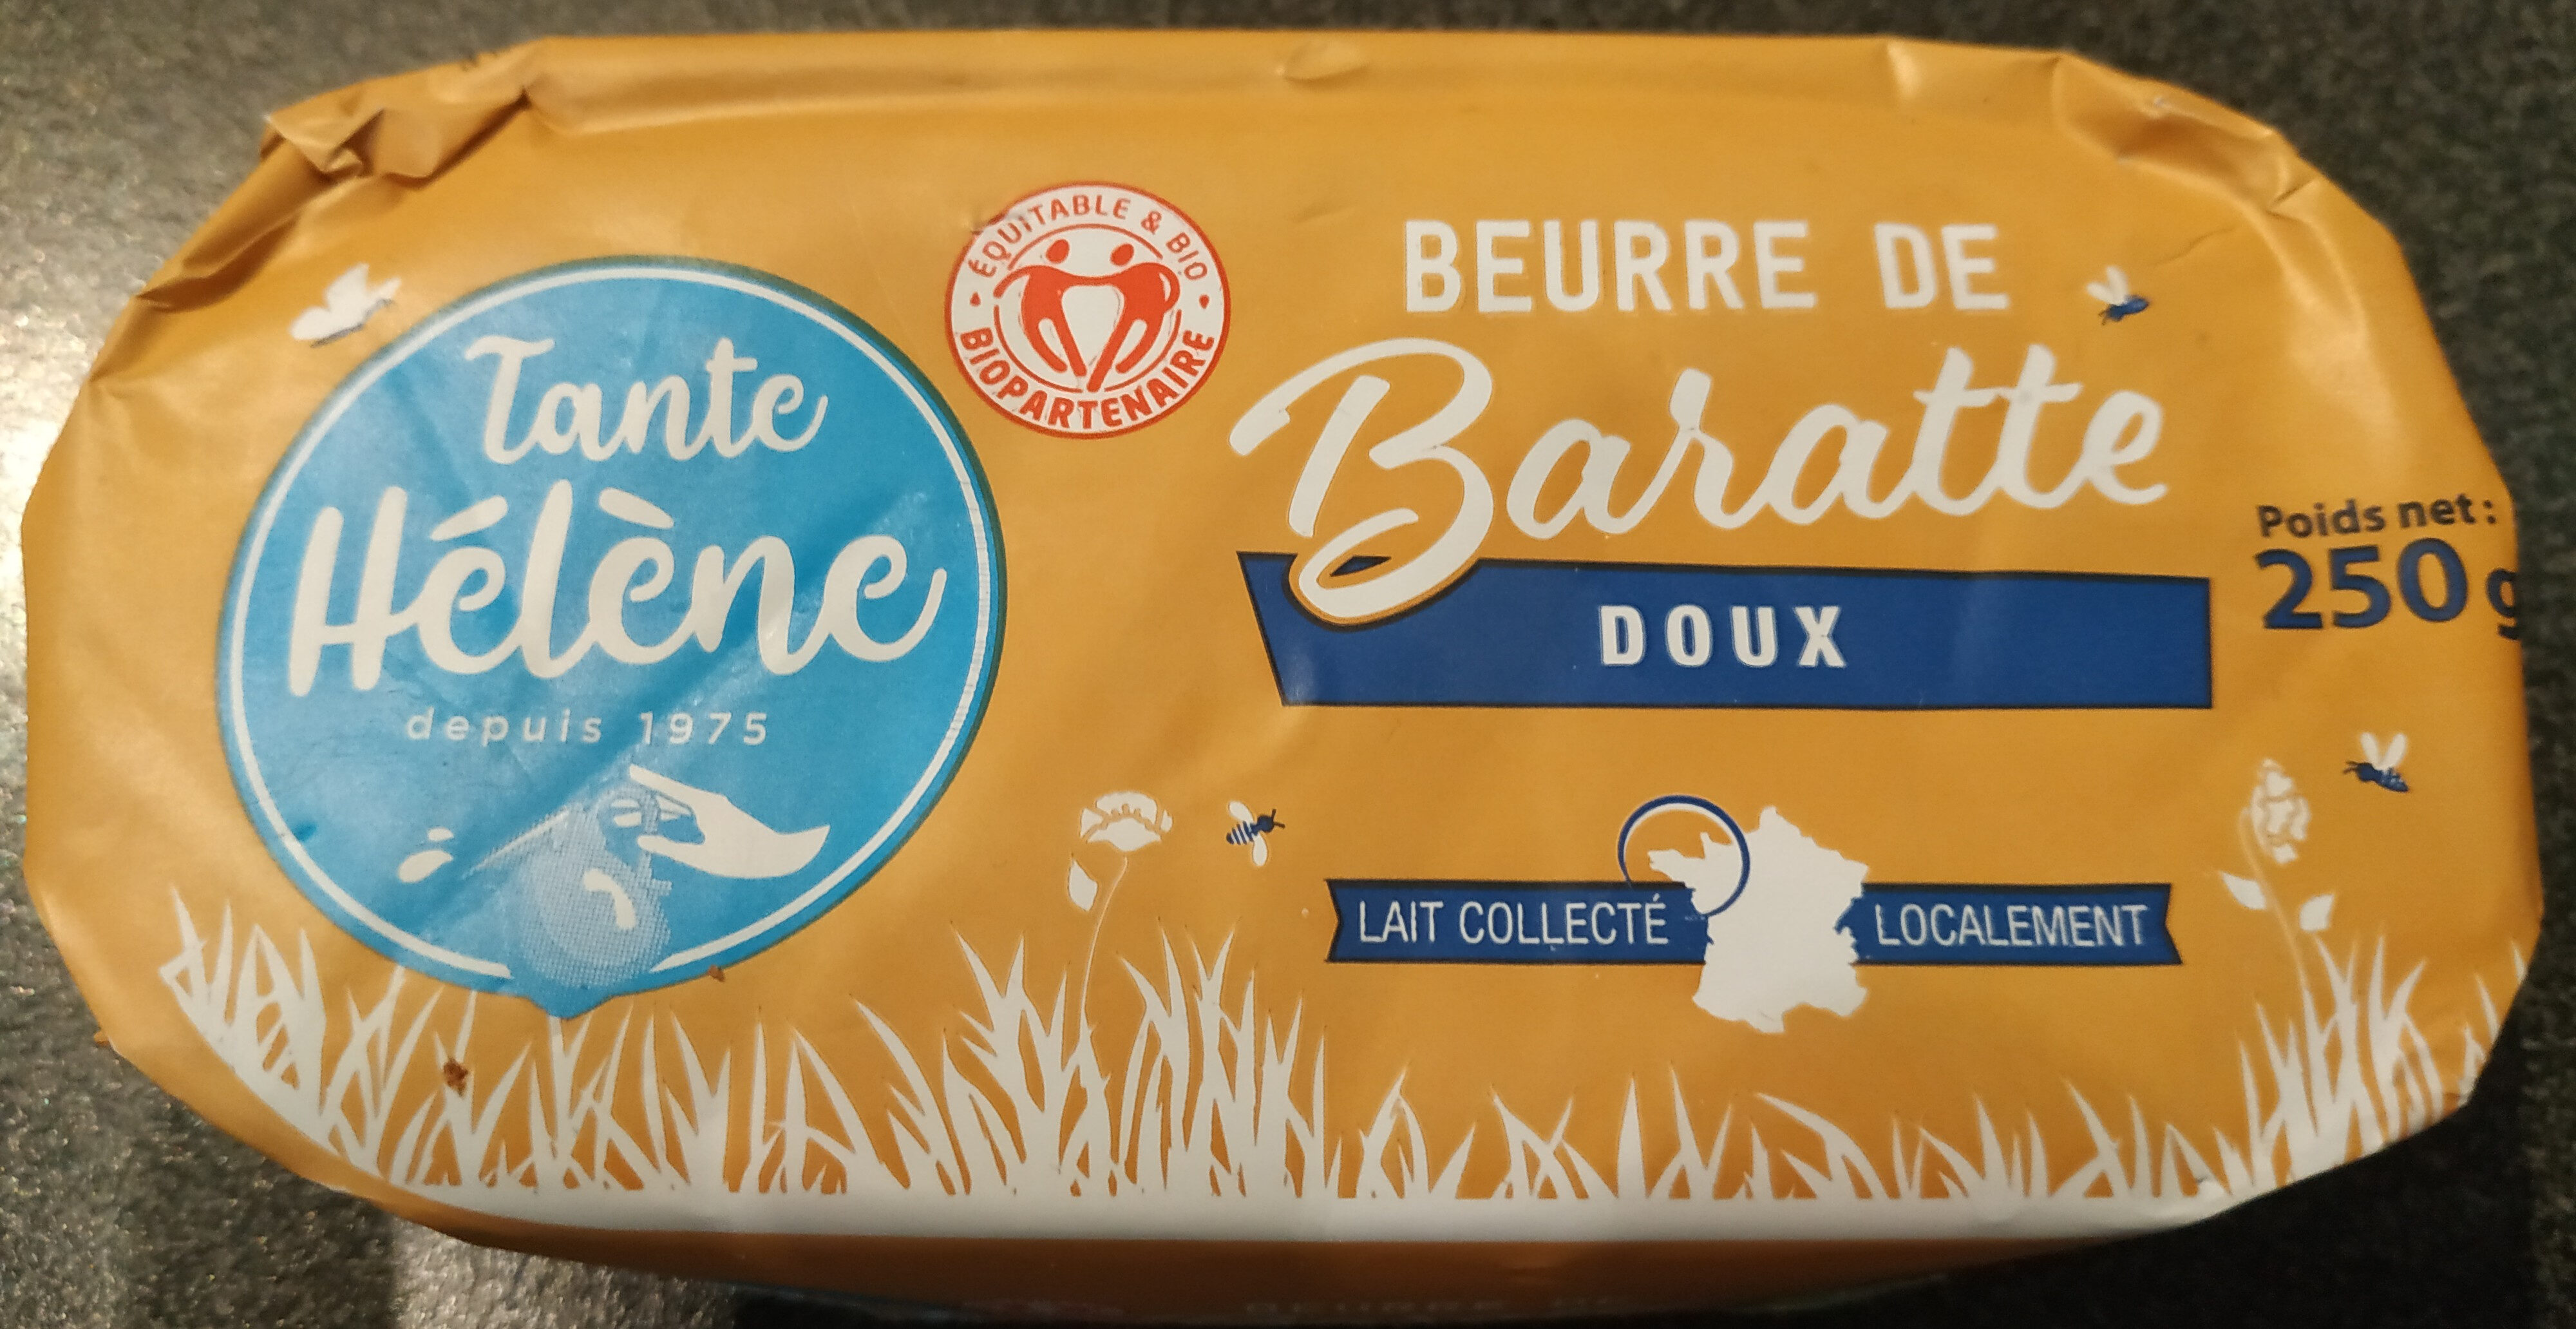 Tante
Hélène
depuis 1975
ÉQUITABLE & BIO
BIOPARTENAIRE
BEURRE DE
Baratte
DOUX
Poids net :
250 g
LAIT COLLECTÉ LOCALEMENT